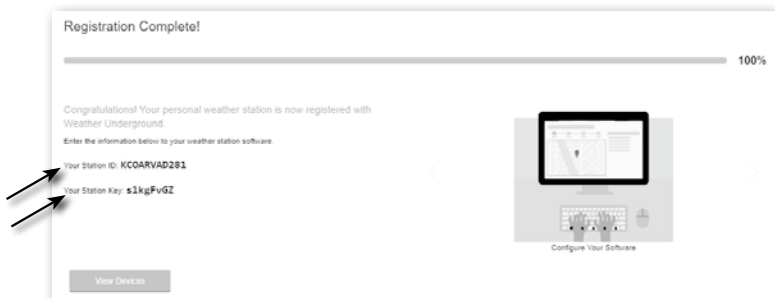 Registration Complete!
100%
Congratulations! Your personal weather station is now registered with
Weather Underground.
Enter the information below to your weather station software.
Your Station ID: KCOARVAD281
Your Station Key: s1kgFvGZ
Configure Your Software
View Devices